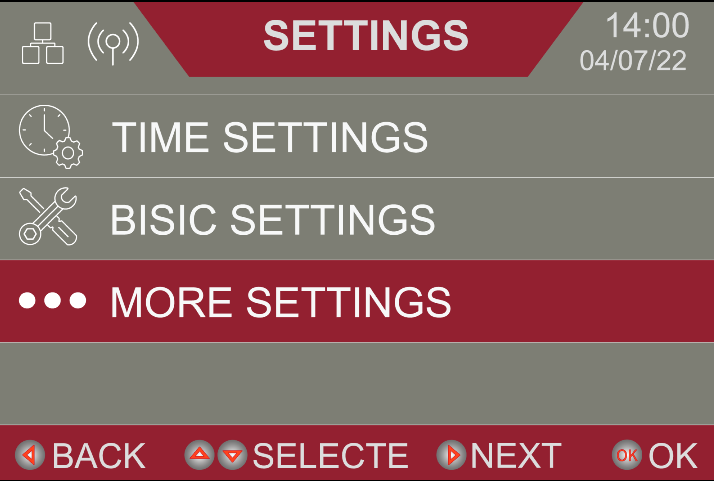 SETTINGS
14:00
04/07/22
TIME SETTINGS
BISIC SETTINGS
MORE SETTINGS
BACK SELECTE NEXT OK OK